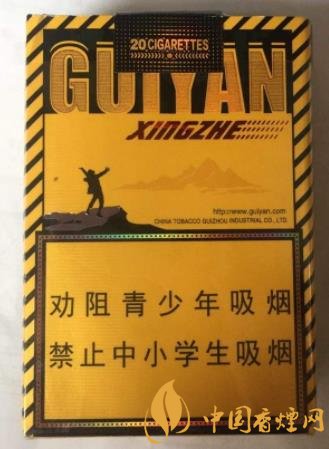 20 CIGARETTES
GUIYAN
XINGZHE
http://www.guiyan.com
CHINA TOBACCO GUIZHOU INDUSTRIAL CO., LTD.
劝阻青少年吸烟
禁止中小学生吸烟
中国香烟网